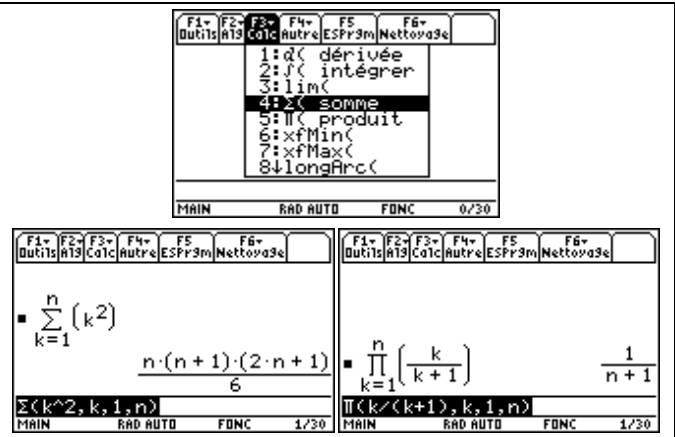 F1▾ F2▾ F3▾ F4▾ F5 F6▾
Outils Alg Calc Autre ESPrgm Nettoyage
1:d( dérivée
2:∫( intégrer
3:lim(
4:Σ( somme
5:Π( produit
6:xfMin(
7:xfMax(
8↓longArc(
MAIN RAD AUTO FONC 0/30
F1▾ F2▾ F3▾ F4▾ F5 F6▾
Outils Alg Calc Autre ESPrgm Nettoyage
▪ n∑k=1 (k²)
n·(n + 1)·(2·n + 1)/6
Σ(k^2,k,1,n)
MAIN RAD AUTO FONC 1/30
F1▾ F2▾ F3▾ F4▾ F5 F6▾
Outils Alg Calc Autre ESPrgm Nettoyage
▪ n∏k=1 (k/(k + 1)) 1/(n + 1)
Π(k/(k+1),k,1,n)
MAIN RAD AUTO FONC 1/30